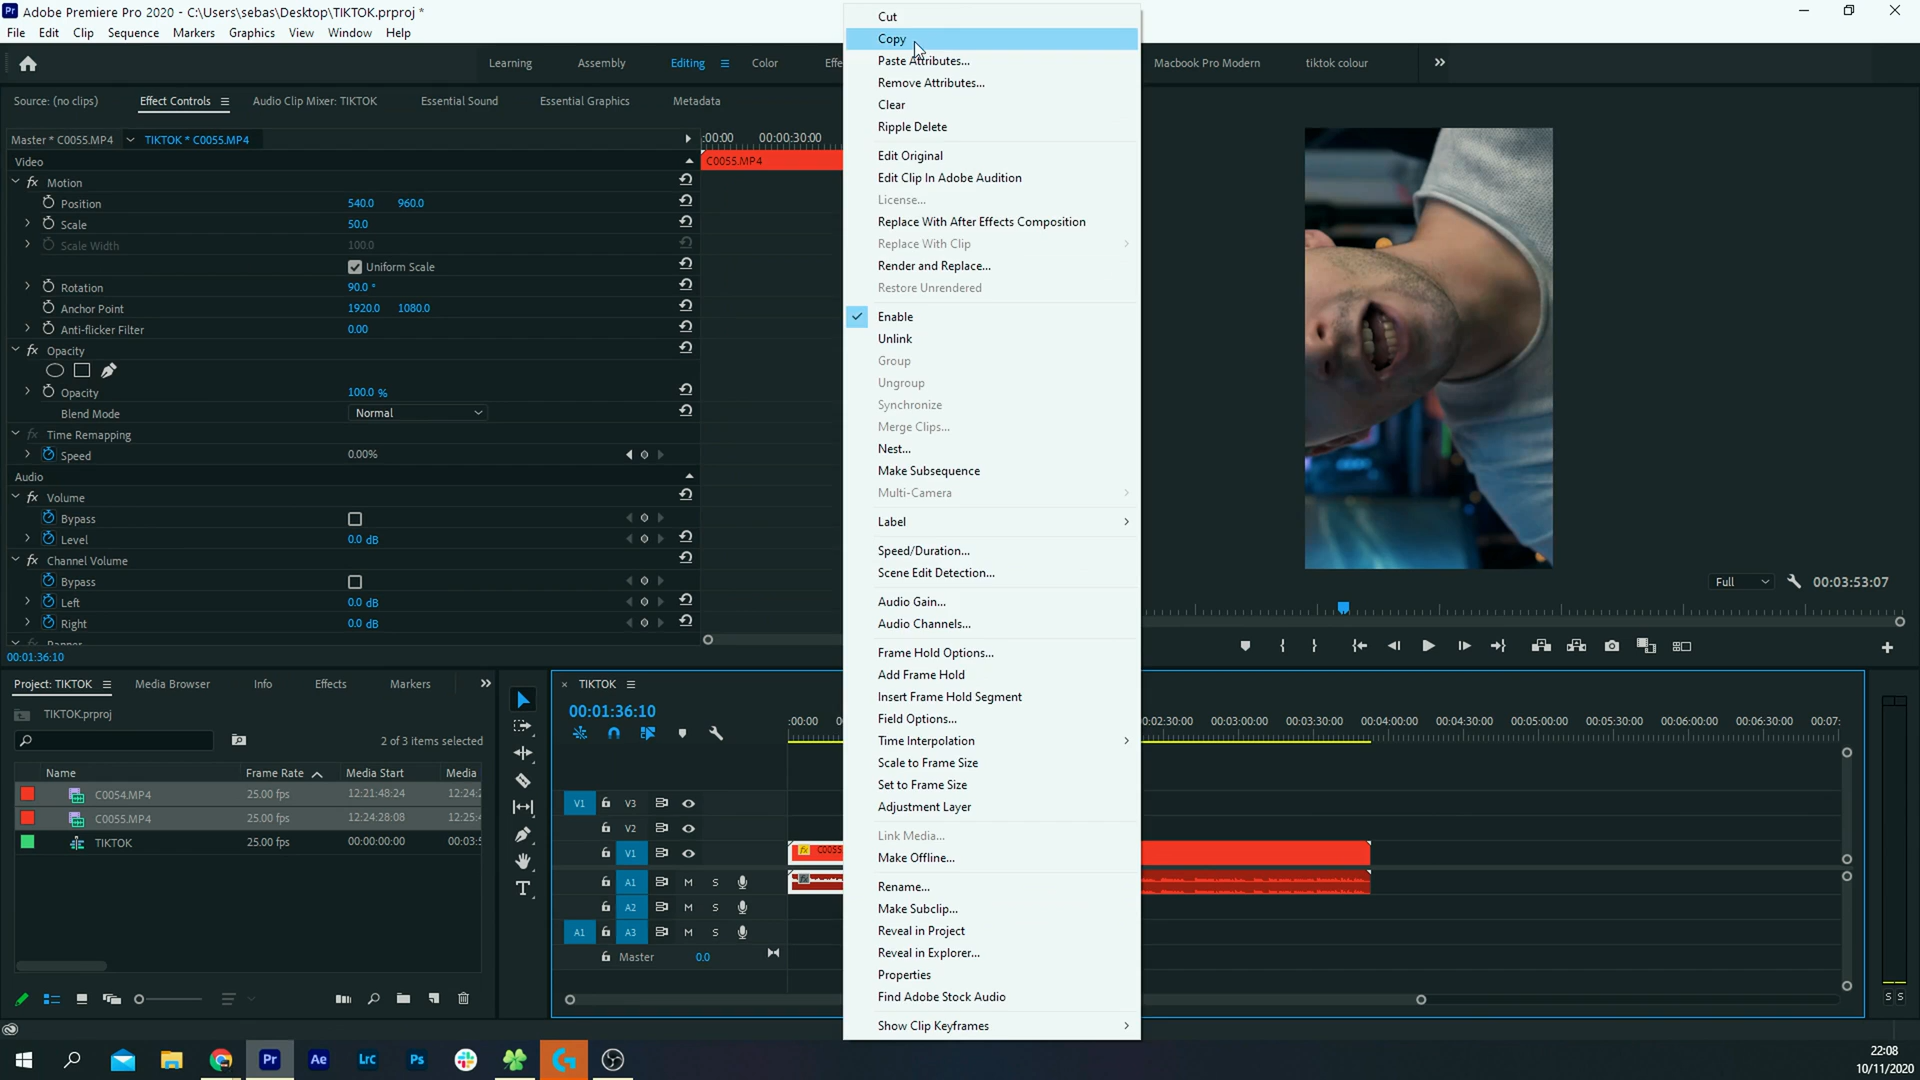 Adobe Premiere Pro 2020 - C:\Users\sebas\Desktop\TIKTOK.prproj *
File Edit Clip Sequence Markers Graphics View Window Help
Learning Assembly Editing Color Macbook Pro Modern tiktok colour
Source: (no clips) Effect Controls Audio Clip Mixer: TIKTOK Essential Sound Essential Graphics Metadata
Master * C0055.MP4 TIKTOK * C0055.MP4
:00:00 00:00:30:00
C0055.MP4
Video
fx Motion
Position 540.0 960.0
Scale 50.0
Scale Width 100.0
Uniform Scale
Rotation 90.0 °
Anchor Point 1920.0 1080.0
Anti-flicker Filter 0.00
fx Opacity
Opacity 100.0 %
Blend Mode Normal
fx Time Remapping
Speed 0.00%
Audio
fx Volume
Bypass
Level 0.0 dB
fx Channel Volume
Bypass
Left 0.0 dB
Right 0.0 dB
00:01:36:10
Cut
Copy
Paste Attributes...
Remove Attributes...
Clear
Ripple Delete
Edit Original
Edit Clip In Adobe Audition
License...
Replace With After Effects Composition
Replace With Clip
Render and Replace...
Restore Unrendered
Enable
Unlink
Group
Ungroup
Synchronize
Merge Clips...
Nest...
Make Subsequence
Multi-Camera
Label
Speed/Duration...
Scene Edit Detection...
Audio Gain...
Audio Channels...
Frame Hold Options...
Add Frame Hold
Insert Frame Hold Segment
Field Options...
Time Interpolation
Scale to Frame Size
Set to Frame Size
Adjustment Layer
Link Media...
Make Offline...
Rename...
Make Subclip...
Reveal in Project
Reveal in Explorer...
Properties
Find Adobe Stock Audio
Show Clip Keyframes
Full 00:03:53:07
Project: TIKTOK Media Browser Info Effects Markers
TIKTOK.prproj
2 of 3 items selected
Name Frame Rate Media Start Media
C0054.MP4 25.00 fps 12:21:48:24 12:24:
C0055.MP4 25.00 fps 12:24:28:08 12:25:
TIKTOK 25.00 fps 00:00:00:00 00:03:
× TIKTOK
00:01:36:10
:00:00 0:02:30:00 00:03:00:00 00:03:30:00 00:04:00:00 00:04:30:00 00:05:00:00 00:05:30:00 00:06:00:00 00:06:30:00 00:07:
V1 V3
V2
V1
fx C0055
A1 M S
A2 M S
A1 A3 M S
Master 0.0
S S
Pr Ae Lrc Ps
22:08
10/11/2020